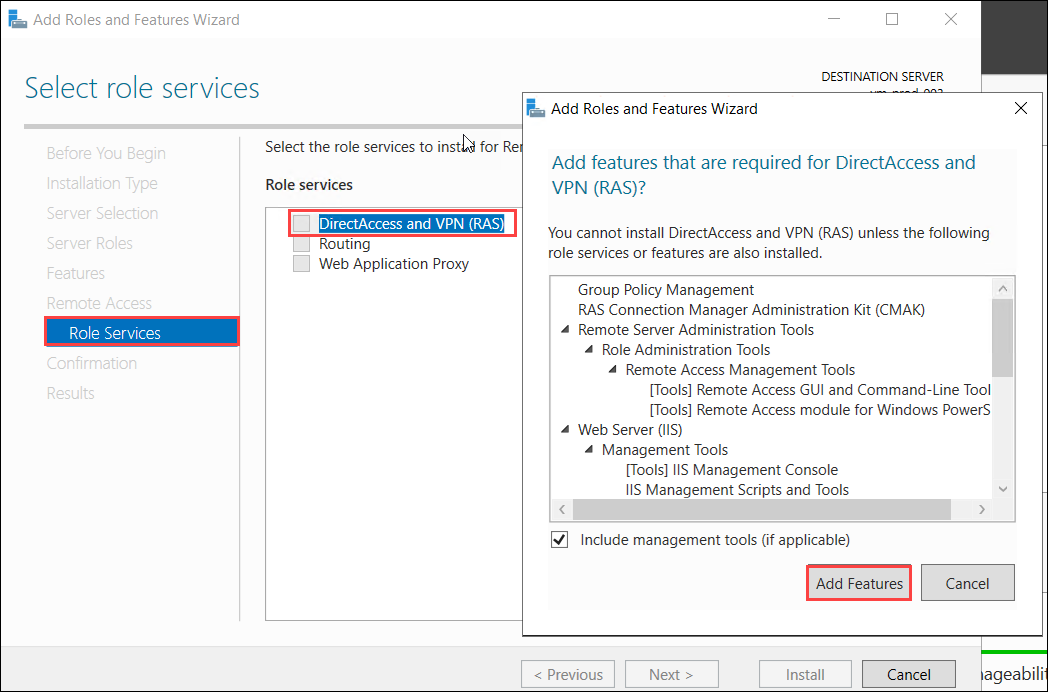 Add Roles and Features Wizard
Select role services
DESTINATION SERVER
Before You Begin
Installation Type
Server Selection
Server Roles
Features
Remote Access
Role Services
Confirmation
Results
Select the role services to install for
Role services
DirectAccess and VPN (RAS)
Routing
Web Application Proxy
< Previous
Next >
Install
Cancel
Add Roles and Features Wizard
Add features that are required for DirectAccess and
VPN (RAS)?
You cannot install DirectAccess and VPN (RAS) unless the following
role services or features are also installed.
Group Policy Management
RAS Connection Manager Administration Kit (CMAK)
Remote Server Administration Tools
Role Administration Tools
Remote Access Management Tools
[Tools] Remote Access GUI and Command-Line Tool
[Tools] Remote Access module for Windows PowerS
Web Server (IIS)
Management Tools
[Tools] IIS Management Console
IIS Management Scripts and Tools
Include management tools (if applicable)
Add Features
Cancel